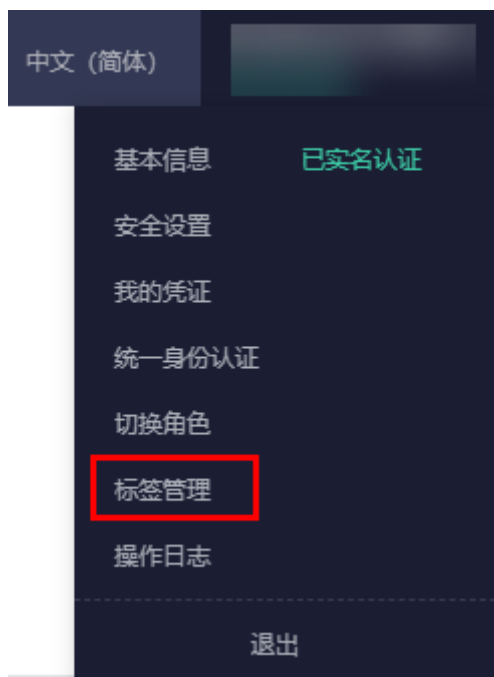 中文 (简体)
基本信息 已实名认证
安全设置
我的凭证
统一身份认证
切换角色
标签管理
操作日志
退出